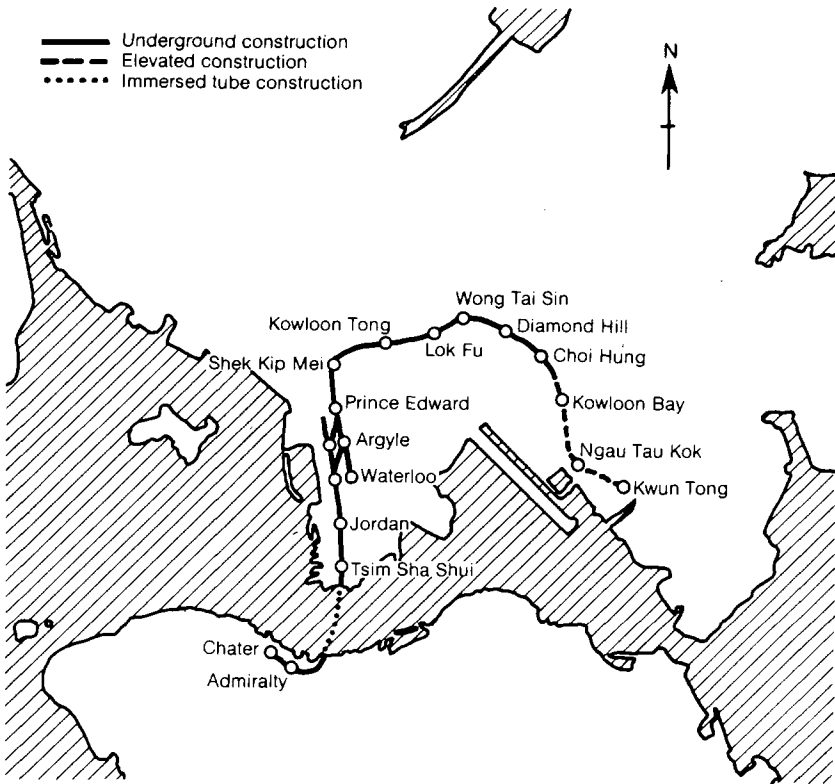 Underground construction
Elevated construction
Immersed tube construction
N
Wong Tai Sin
Kowloon Tong
Diamond Hill
Lok Fu
Choi Hung
Shek Kip Mei
Prince Edward
Kowloon Bay
Argyle
Ngau Tau Kok
Waterloo
Kwun Tong
Jordan
Tsim Sha Shui
Chater
Admiralty